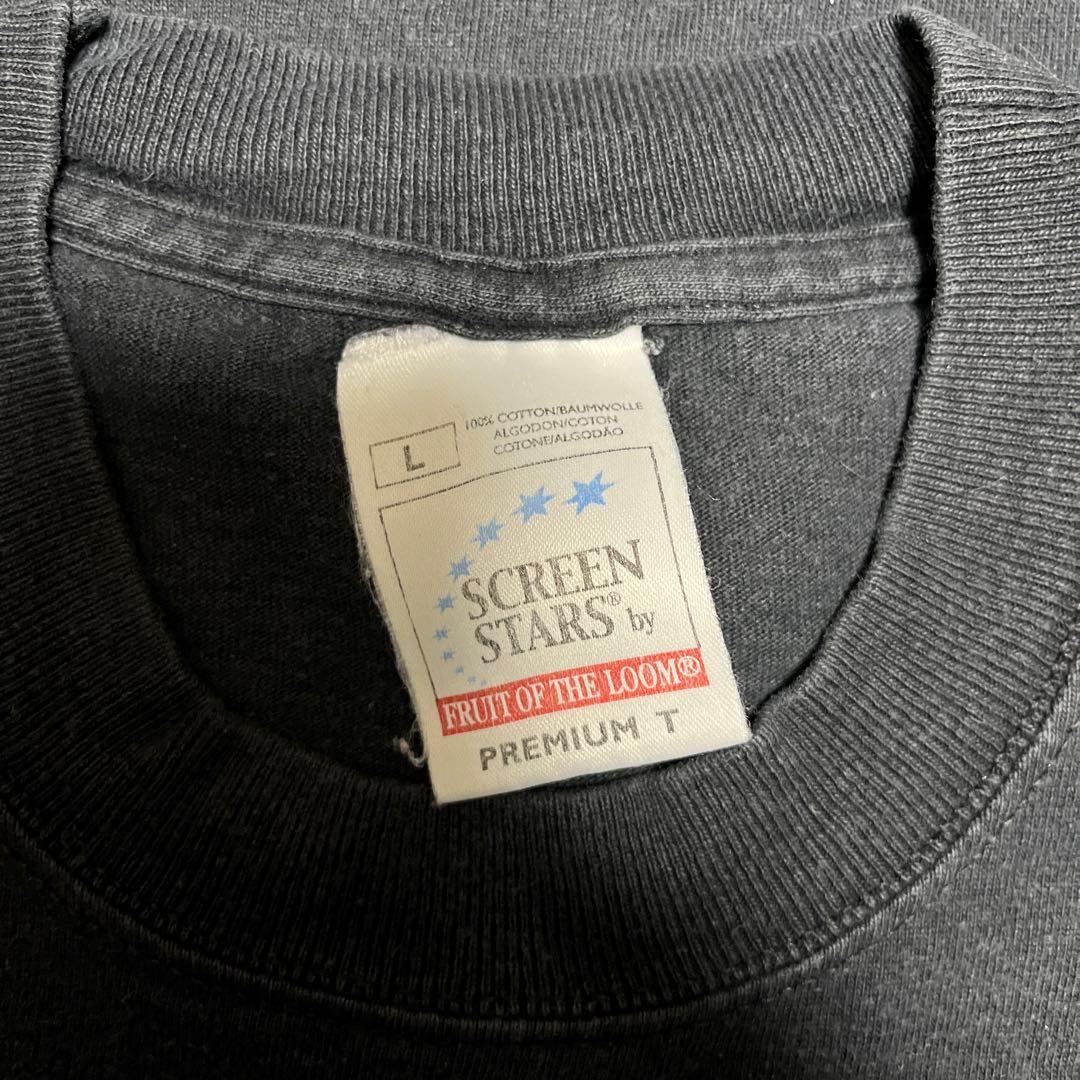 L
100% COTTON/BAUMWOLLE
ALGODON/COTON
COTONE/ALGODÃO
SCREEN
STARS® by
FRUIT OF THE LOOM®
PREMIUM T